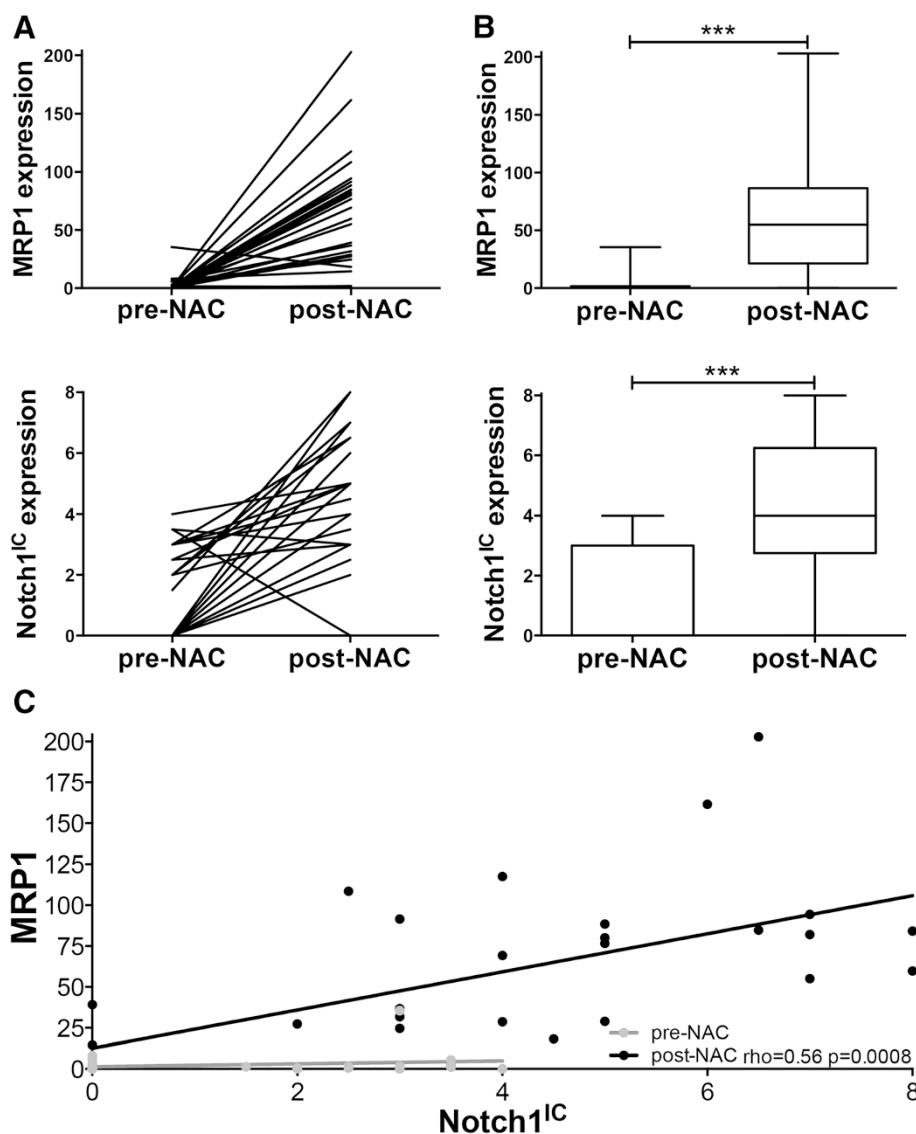 A
MRP1 expression
200
150
100
50
0
pre-NAC post-NAC
B
***
MRP1 expression
200
150
100
50
0
pre-NAC post-NAC
Notch1IC expression
8
6
4
2
0
pre-NAC post-NAC
***
Notch1IC expression
8
6
4
2
0
pre-NAC post-NAC
C
MRP1
200
175
150
125
100
75
50
25
0
pre-NAC
post-NAC rho=0.56 p=0.0008
0 2 4 6 8
Notch1IC